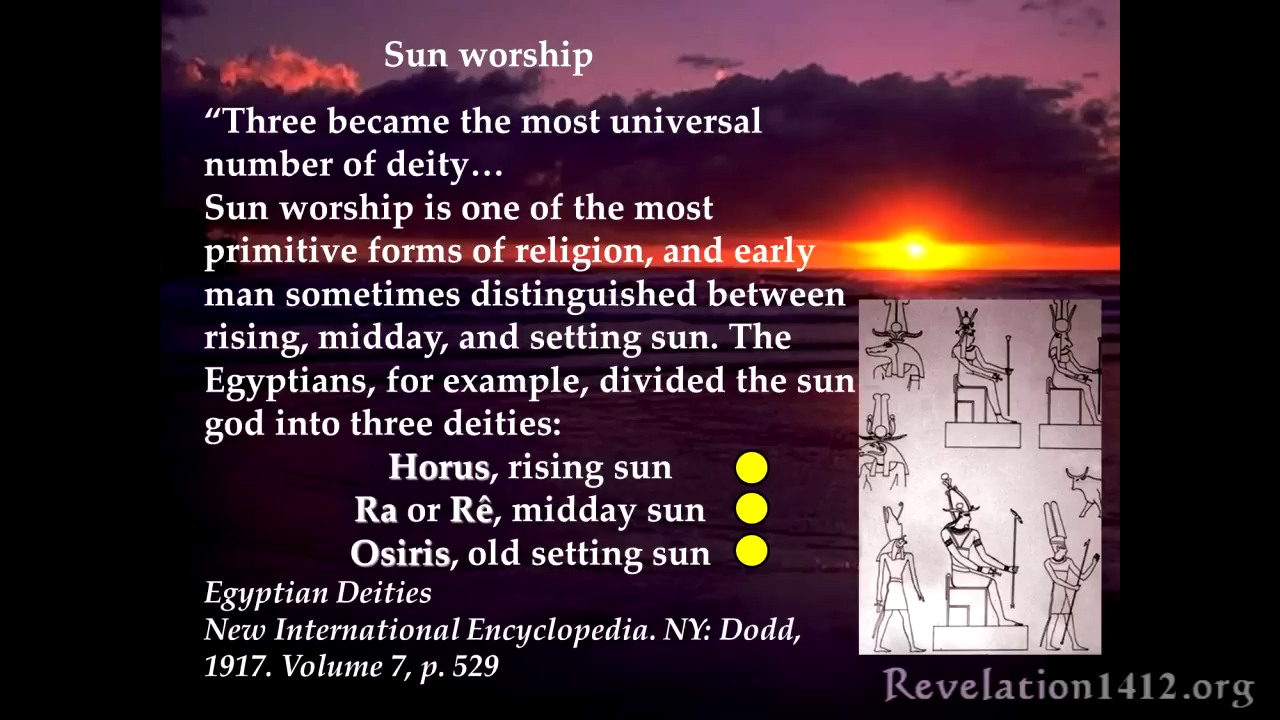 Sun worship
“Three became the most universal
number of deity…
Sun worship is one of the most
primitive forms of religion, and early
man sometimes distinguished between
rising, midday, and setting sun. The
Egyptians, for example, divided the sun
god into three deities:
Horus, rising sun
Ra or Rê, midday sun
Osiris, old setting sun
Egyptian Deities
New International Encyclopedia. NY: Dodd,
1917. Volume 7, p. 529
Revelation1412.org